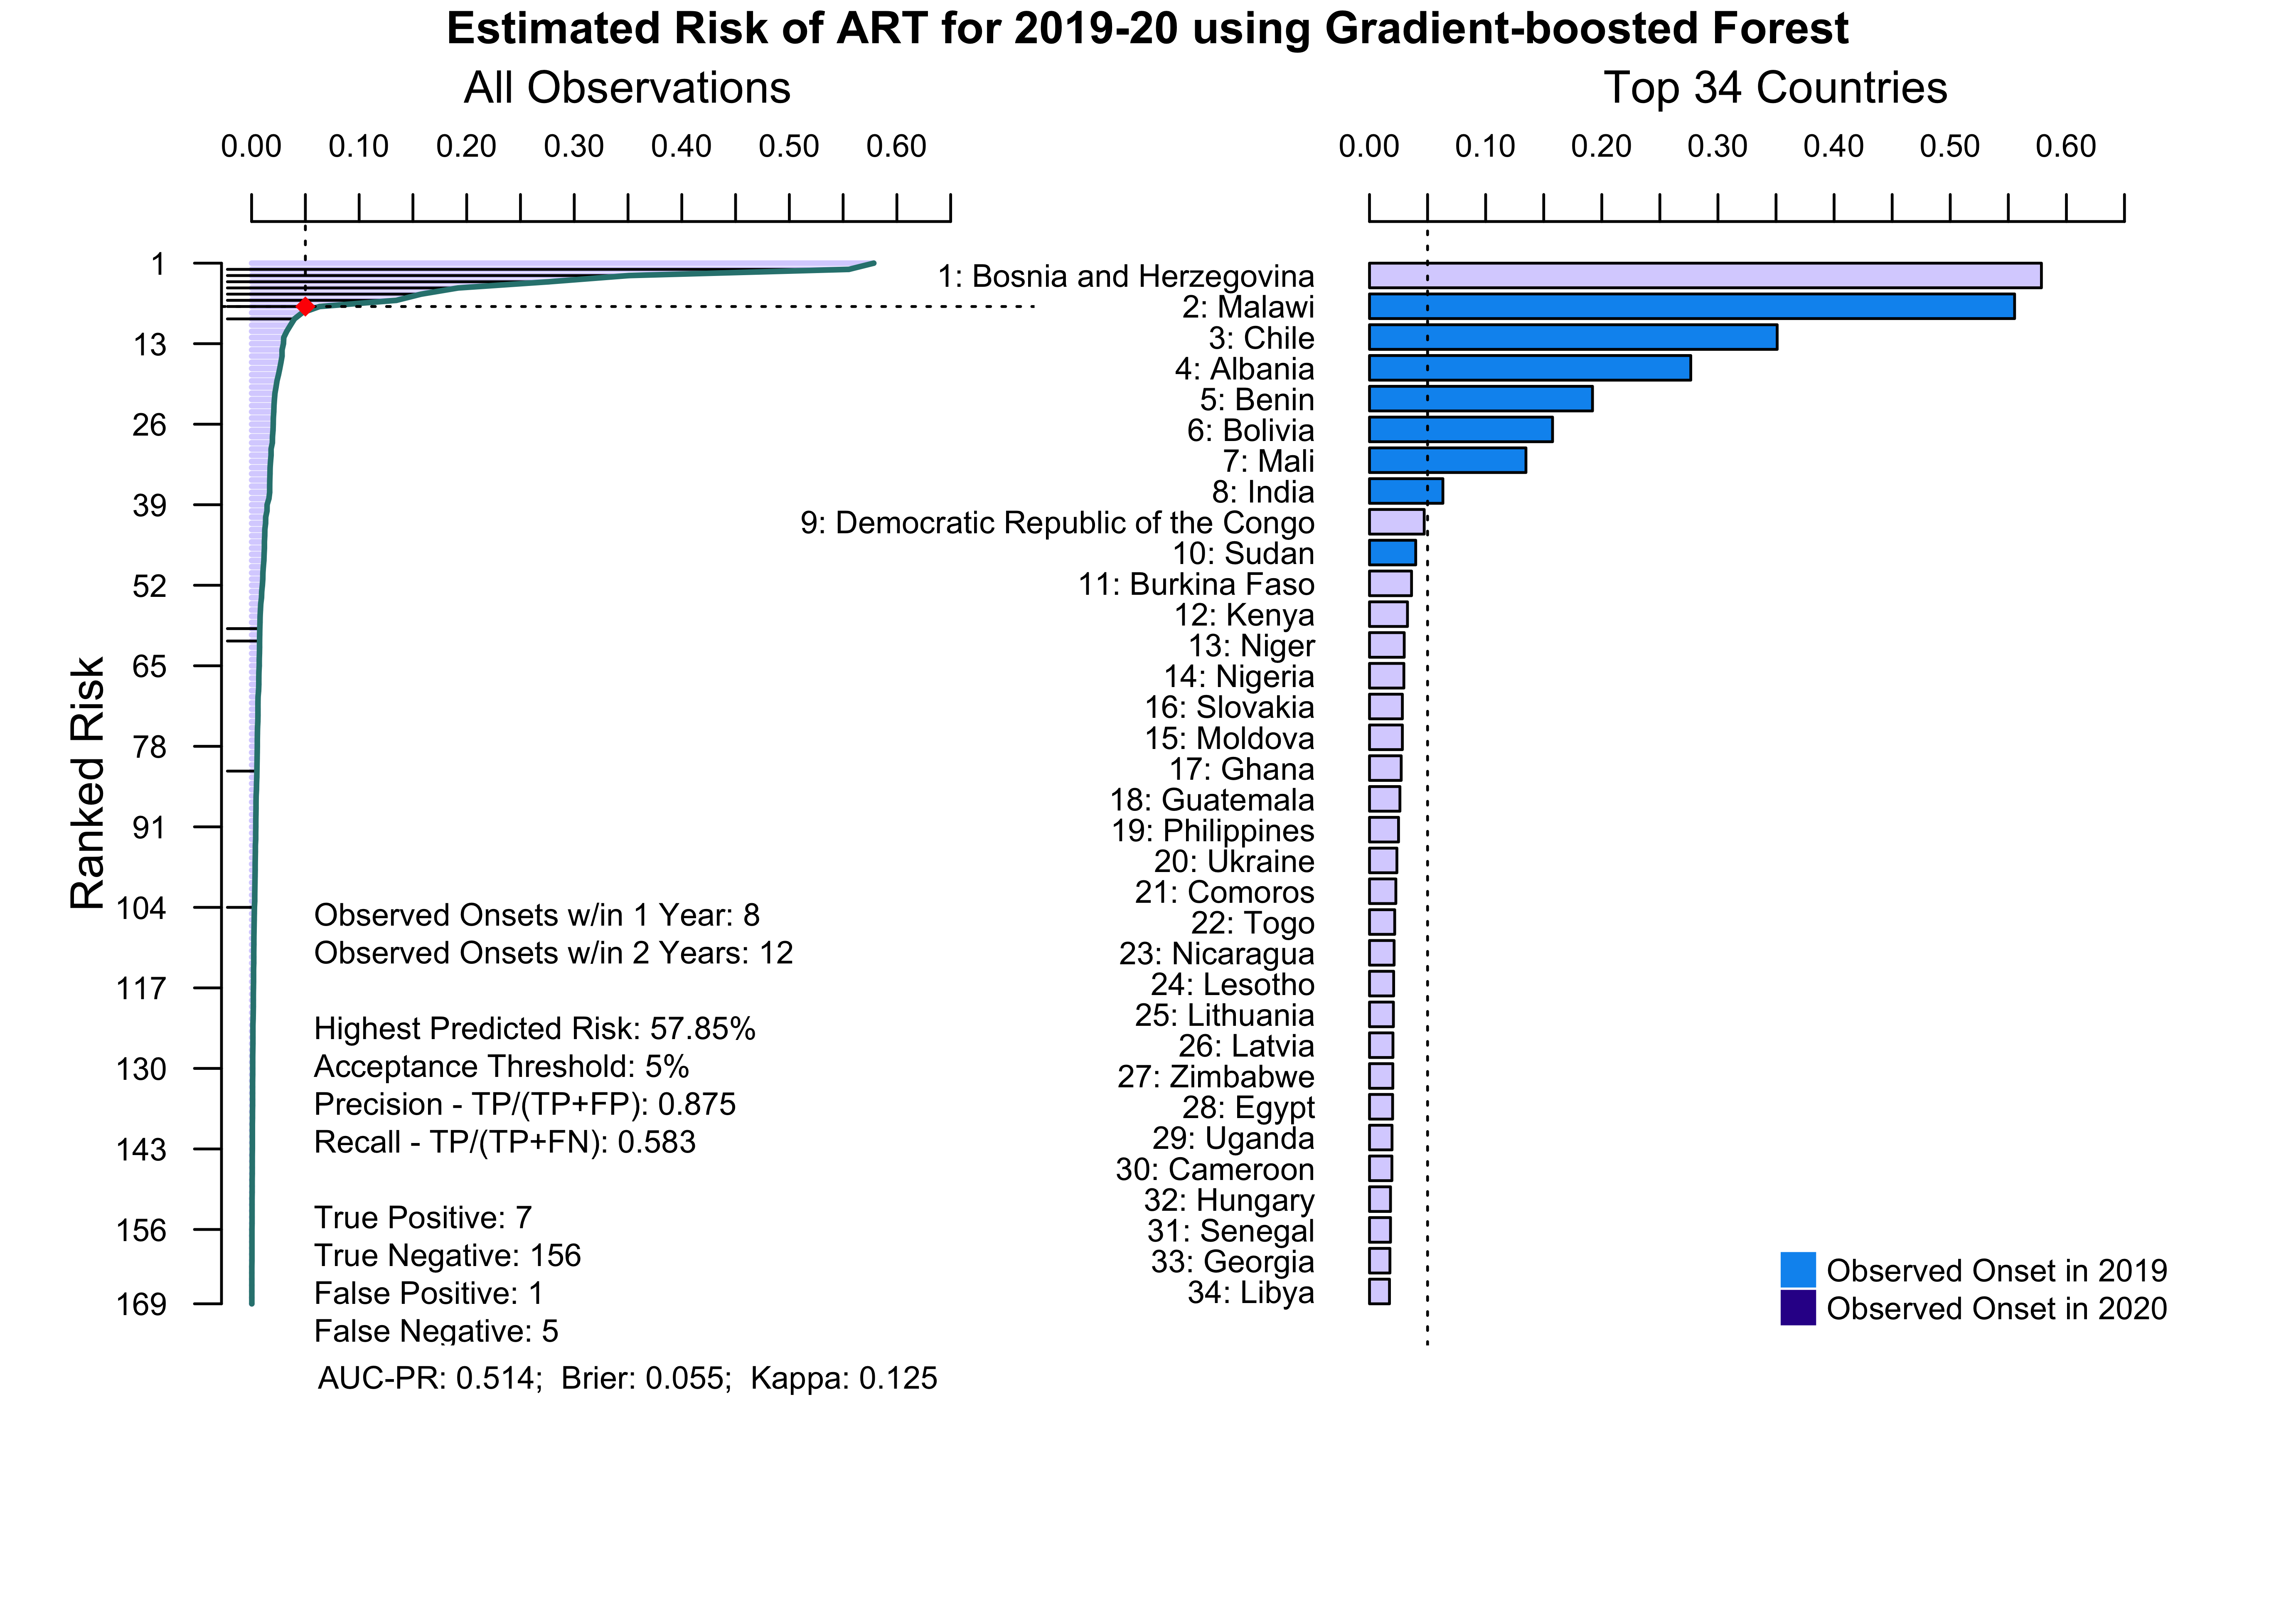 Estimated Risk of ART for 2019-20 using Gradient-boosted Forest
All Observations
0.00 0.10 0.20 0.30 0.40 0.50 0.60
Ranked Risk
1
13
26
39
52
65
78
91
104
117
130
143
156
169
Observed Onsets w/in 1 Year: 8
Observed Onsets w/in 2 Years: 12
Highest Predicted Risk: 57.85%
Acceptance Threshold: 5%
Precision - TP/(TP+FP): 0.875
Recall - TP/(TP+FN): 0.583
True Positive: 7
True Negative: 156
False Positive: 1
False Negative: 5
AUC-PR: 0.514; Brier: 0.055; Kappa: 0.125
Top 34 Countries
0.00 0.10 0.20 0.30 0.40 0.50 0.60
1: Bosnia and Herzegovina
2: Malawi
3: Chile
4: Albania
5: Benin
6: Bolivia
7: Mali
8: India
9: Democratic Republic of the Congo
10: Sudan
11: Burkina Faso
12: Kenya
13: Niger
14: Nigeria
16: Slovakia
15: Moldova
17: Ghana
18: Guatemala
19: Philippines
20: Ukraine
21: Comoros
22: Togo
23: Nicaragua
24: Lesotho
25: Lithuania
26: Latvia
27: Zimbabwe
28: Egypt
29: Uganda
30: Cameroon
32: Hungary
31: Senegal
33: Georgia
34: Libya
Observed Onset in 2019
Observed Onset in 2020